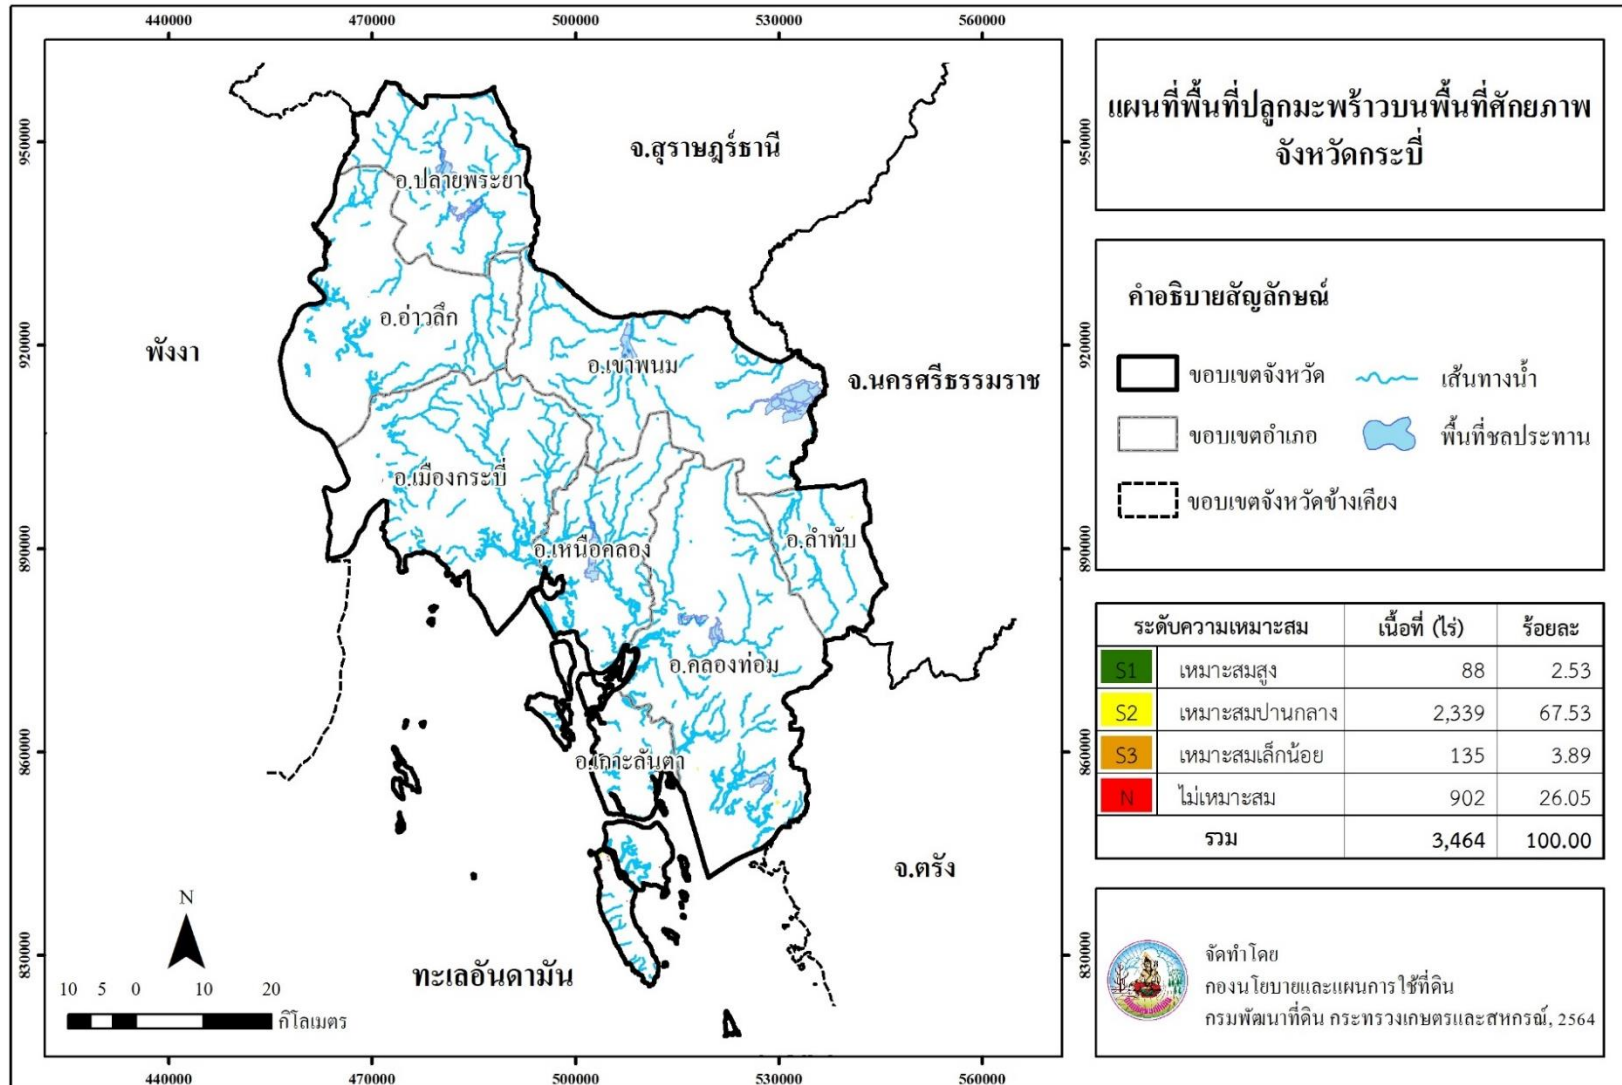 440000 470000 500000 530000 560000
950000 950000
920000 920000
890000 890000
860000 860000
830000 830000
จ.สุราษฎร์ธานี
อ.ปลายพระยา
อ.อ่าวลึก
พังงา
อ.เขาพนม
จ.นครศรีธรรมราช
อ.เมืองกระบี่
อ.เหนือคลอง
อ.ลำทับ
อ.คลองท่อม
อ.เกาะลันตา
จ.ตรัง
ทะเลอันดามัน
N
10 5 0 10 20
กิโลเมตร
440000 470000 500000 530000 560000
แผนที่พื้นที่ปลูกมะพร้าวบนพื้นที่ศักยภาพ
จังหวัดกระบี่
คำอธิบายสัญลักษณ์
ขอบเขตจังหวัด เส้นทางน้ำ
ขอบเขตอำเภอ พื้นที่ชลประทาน
ขอบเขตจังหวัดข้างเคียง
ระดับความเหมาะสม เนื้อที่ (ไร่) ร้อยละ
S1 เหมาะสมสูง 88 2.53
S2 เหมาะสมปานกลาง 2,339 67.53
S3 เหมาะสมเล็กน้อย 135 3.89
N ไม่เหมาะสม 902 26.05
รวม 3,464 100.00
จัดทำโดย
กองนโยบายและแผนการใช้ที่ดิน
กรมพัฒนาที่ดิน กระทรวงเกษตรและสหกรณ์, 2564